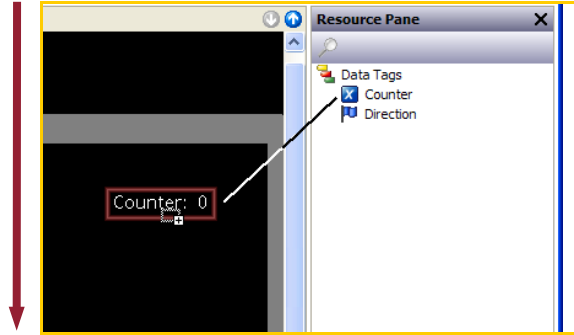 Resource Pane
Data Tags
Counter
Direction
Counter: 0